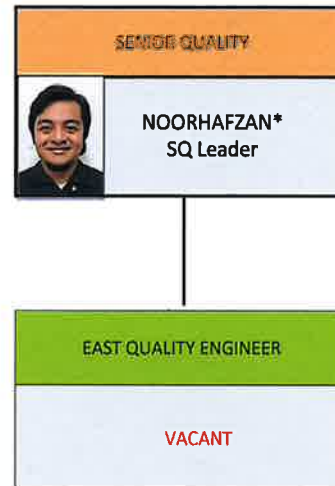 SENIOR QUALITY
NOORHAFZAN*
SQ Leader
EAST QUALITY ENGINEER
VACANT